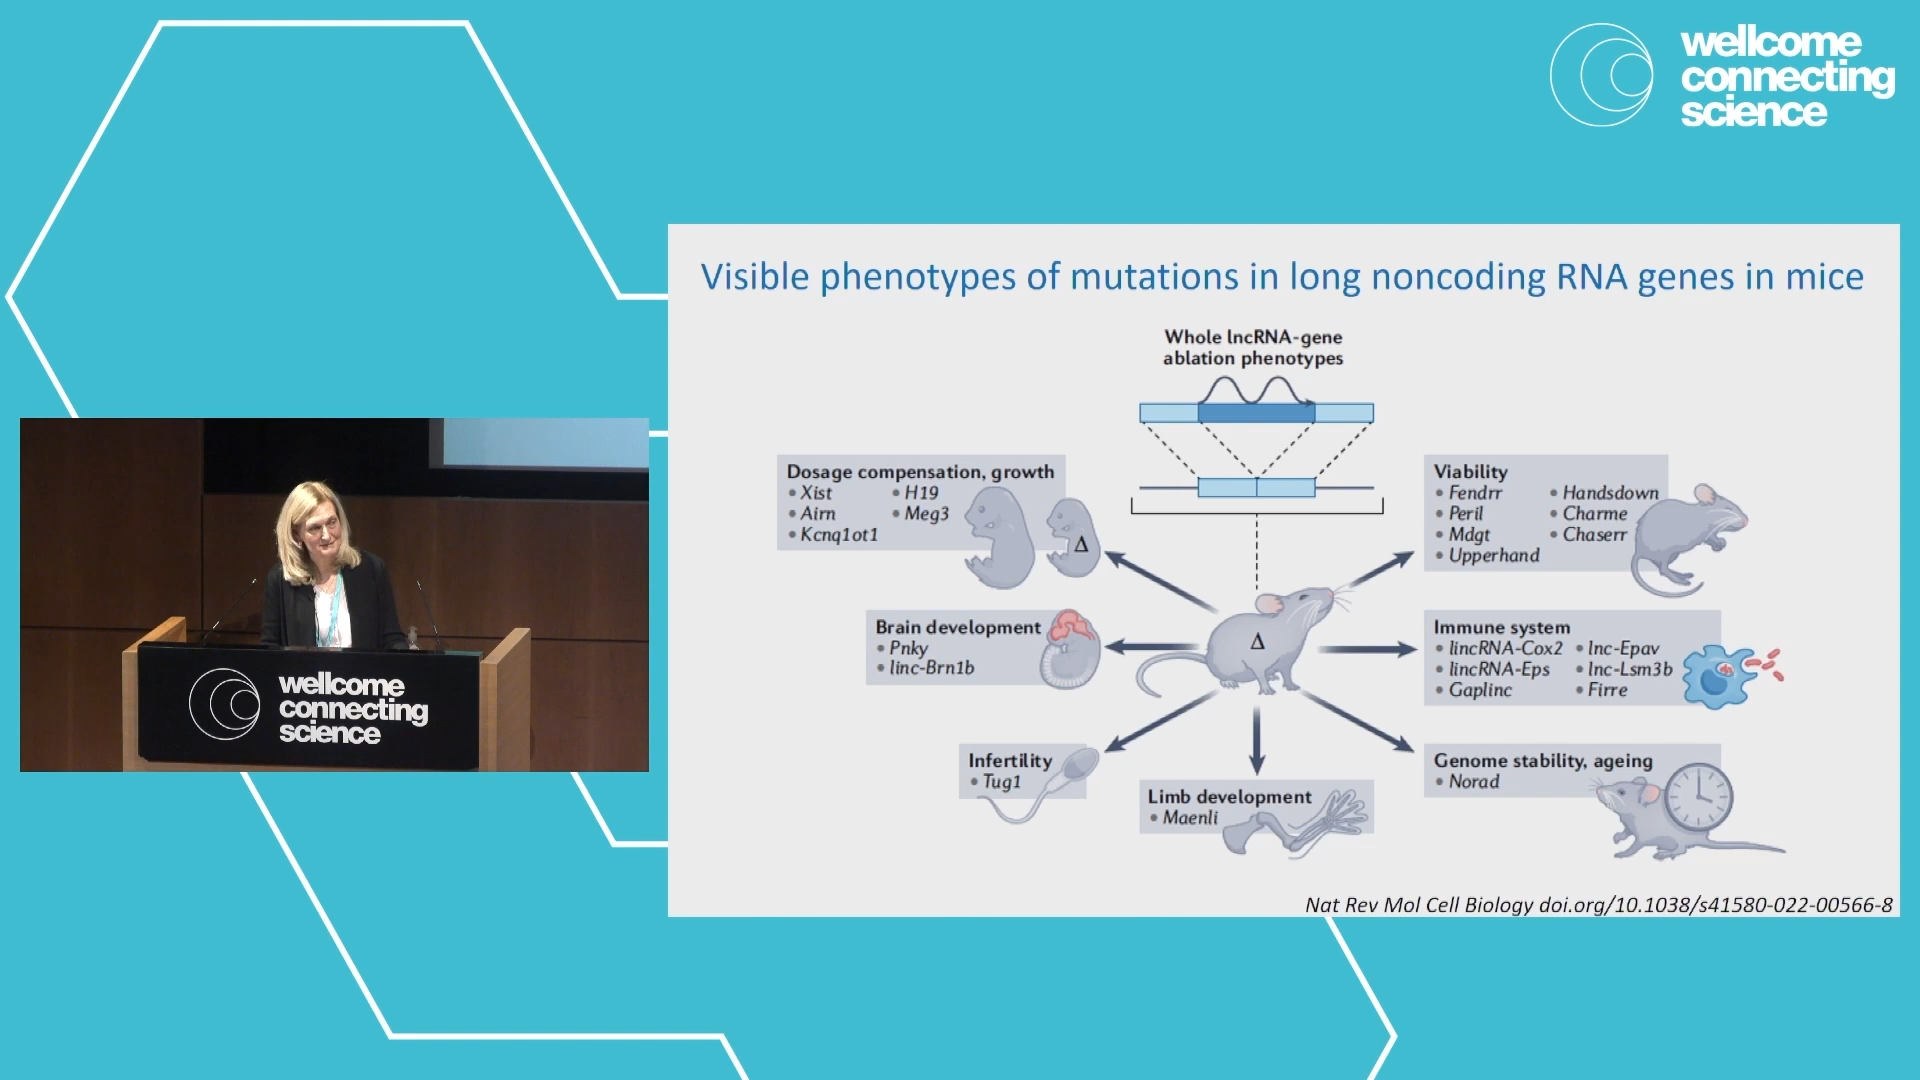 wellcome
connecting
science
Visible phenotypes of mutations in long noncoding RNA genes in mice
Whole lncRNA-gene
ablation phenotypes
Dosage compensation, growth
• Xist • H19
• Airn • Meg3
• Kcnq1ot1
Δ
Viability
• Fendrr • Handsdown
• Peril • Charme
• Mdgt • Chaserr
• Upperhand
Brain development
• Pnky
• linc-Brn1b
Δ
Immune system
• lincRNA-Cox2 • lnc-Epav
• lincRNA-Eps • lnc-Lsm3b
• Gaplinc • Firre
Infertility
• Tug1
Limb development
• Maenli
Genome stability, ageing
• Norad
Nat Rev Mol Cell Biology doi.org/10.1038/s41580-022-00566-8
wellcome
connecting
science